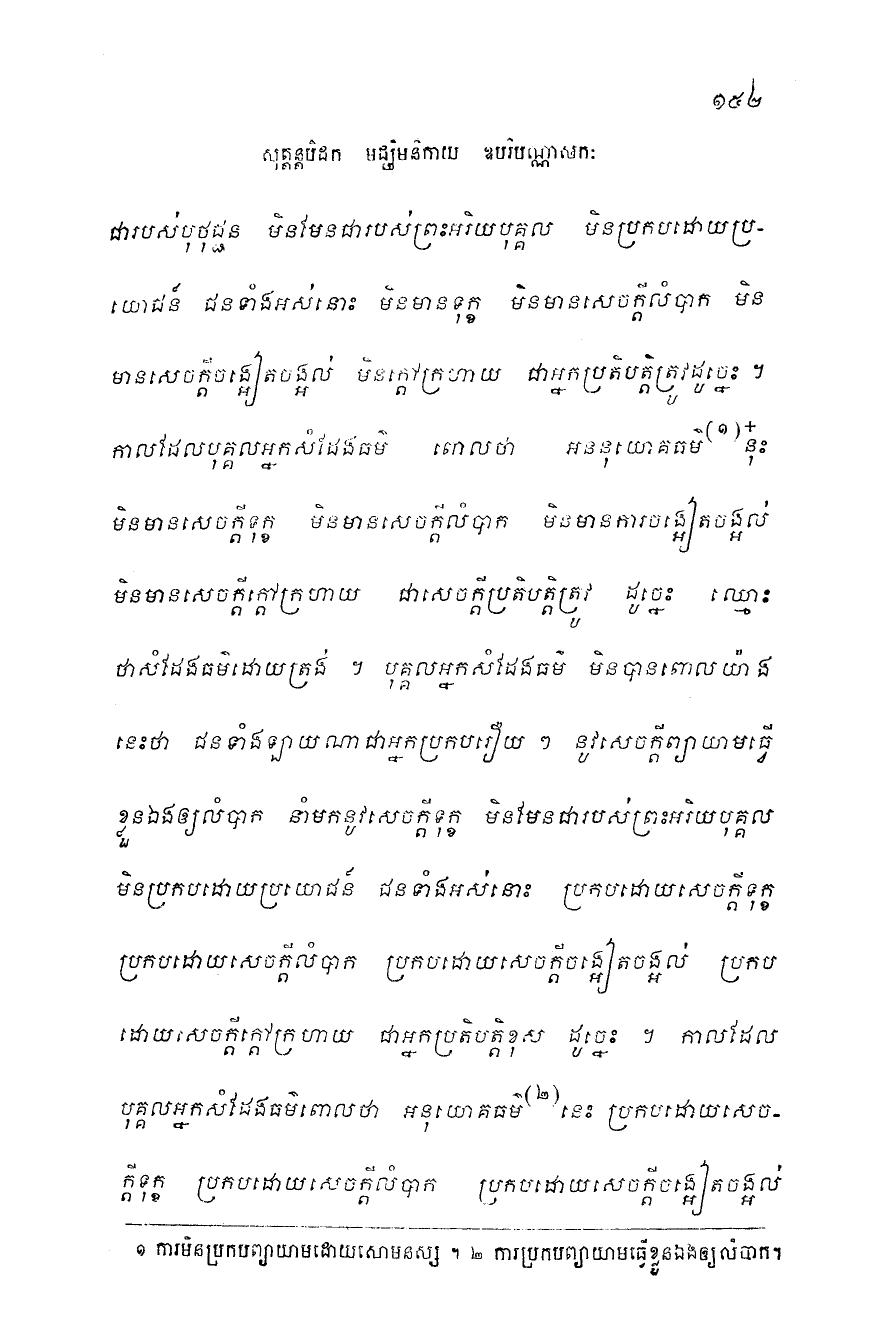 ១៥៤
សុត្តន្តបិដក មជ្ឈិមនិកាយ ឧបរិបណ្ណាសកៈ
ជារបស់បុថុជ្ជន មិនមែនជារបស់ព្រះអរិយបុគ្គល មិនប្រកបដោយប្រ-
យោជន៍ ជនទាំងអស់នោះ មិនមានទុក្ខ មិនមានសេចក្តីលំបាក មិន
មានសេចក្តីចង្អៀតចង្អល់ មិនក្តៅក្រហាយ ជាអ្នកប្រតិបត្តិត្រូវដូច្នេះ ។
កាលដែលបុគ្គលអ្នកសំដែងធម៌ ពោលថា អននុយោគធម៌(១)+ នុ៎ះ
មិនមានសេចក្តីទុក្ខ មិនមានសេចក្តីលំបាក មិនមានការចង្អៀតចង្អល់
មិនមានសេចក្តីក្តៅក្រហាយ ជាសេចក្តីប្រតិបត្តិត្រូវ ដូច្នេះ ឈ្មោះ
ថាសំដែងធម៌ដោយត្រង់ ។ បុគ្គលអ្នកសំដែងធម៌ មិនបានពោលយ៉ាង
នេះថា ជនទាំងឡាយណាជាអ្នកប្រកបរឿយ ៗ នូវសេចក្តីព្យាយាមធ្វើ
ខ្លួនឯងឲ្យលំបាក នាំមកនូវសេចក្តីទុក្ខ មិនមែនជារបស់ព្រះអរិយបុគ្គល
មិនប្រកបដោយប្រយោជន៍ ជនទាំងអស់នោះ ប្រកបដោយសេចក្តីទុក្ខ
ប្រកបដោយសេចក្តីលំបាក ប្រកបដោយសេចក្តីចង្អៀតចង្អល់ ប្រកប
ដោយសេចក្តីក្តៅក្រហាយ ជាអ្នកប្រតិបត្តិខុស ដូច្នេះ ។ កាលដែល
បុគ្គលអ្នកសំដែងធម៌ពោលថា អនុយោគធម៌(២) នេះ ប្រកបដោយសេច-
ក្តីទុក្ខ ប្រកបដោយសេចក្តីលំបាក ប្រកបដោយសេចក្តីចង្អៀតចង្អល់
១ ការមិនប្រកបព្យាយាមដោយសោមនស្ស ។ ២ ការប្រកបព្យាយាមធ្វើខ្លួនឯងឲ្យលំបាក។